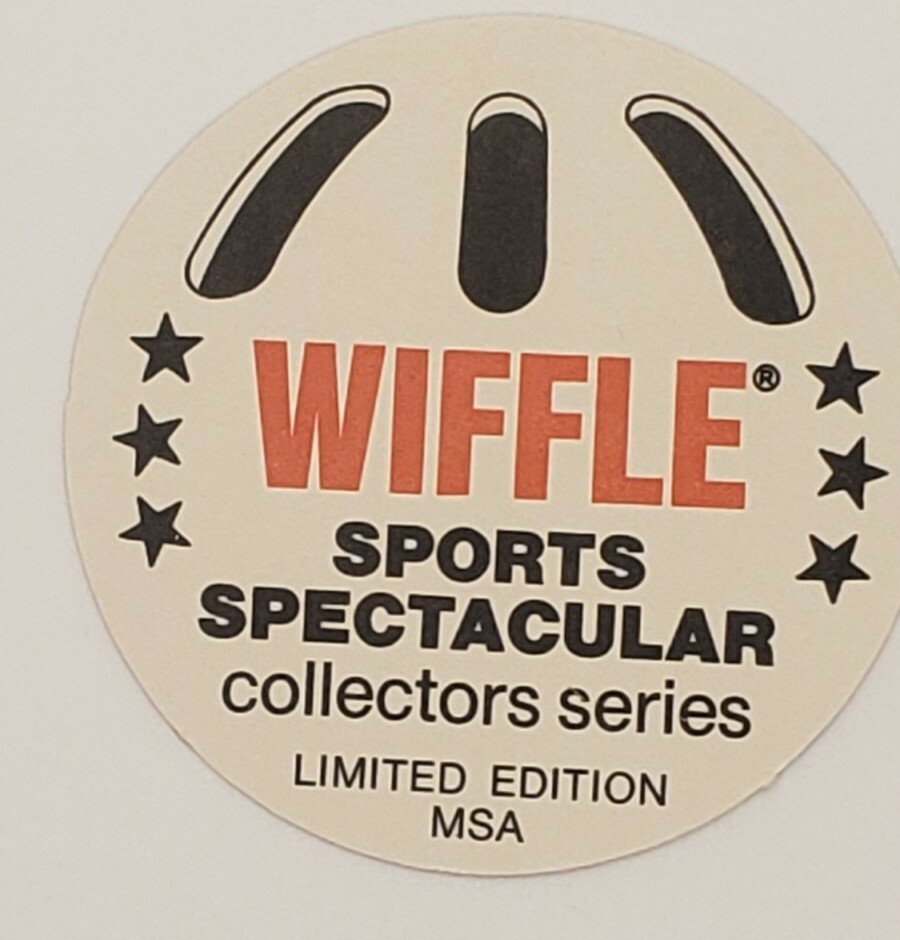 WIFFLE®
SPORTS
SPECTACULAR
collectors series
LIMITED EDITION
MSA